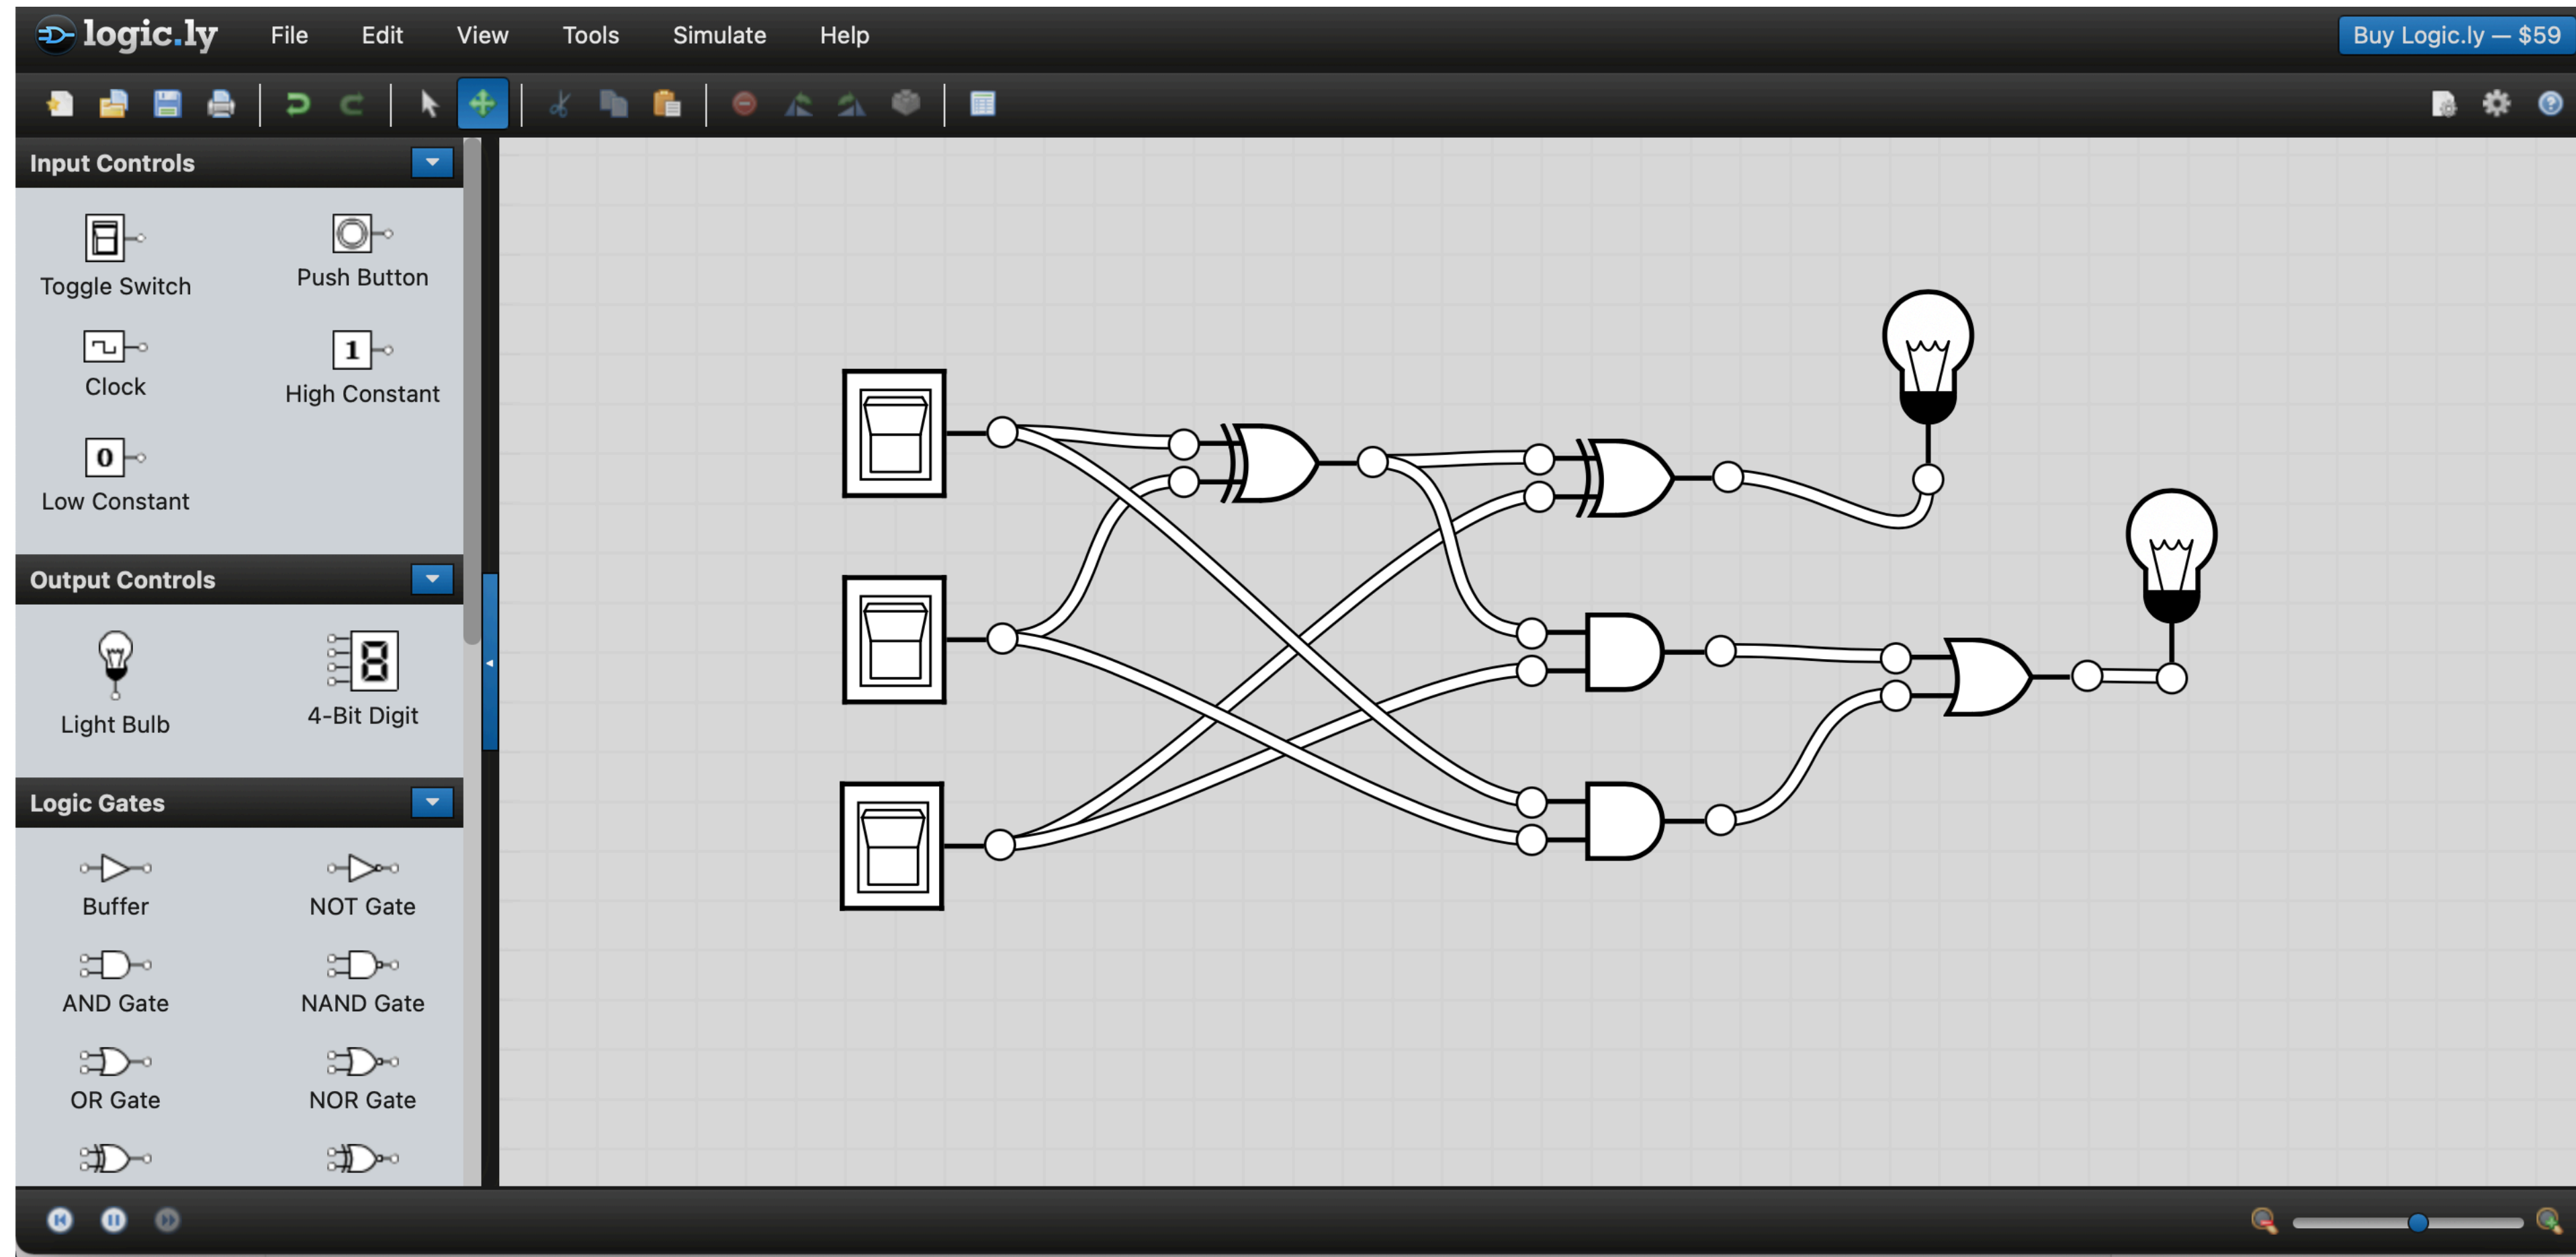 logic.ly File Edit View Tools Simulate Help Buy Logic.ly — $59
Input Controls
Toggle Switch Push Button
1
Clock High Constant
0
Low Constant
Output Controls
8
Light Bulb 4-Bit Digit
Logic Gates
Buffer NOT Gate
AND Gate NAND Gate
OR Gate NOR Gate